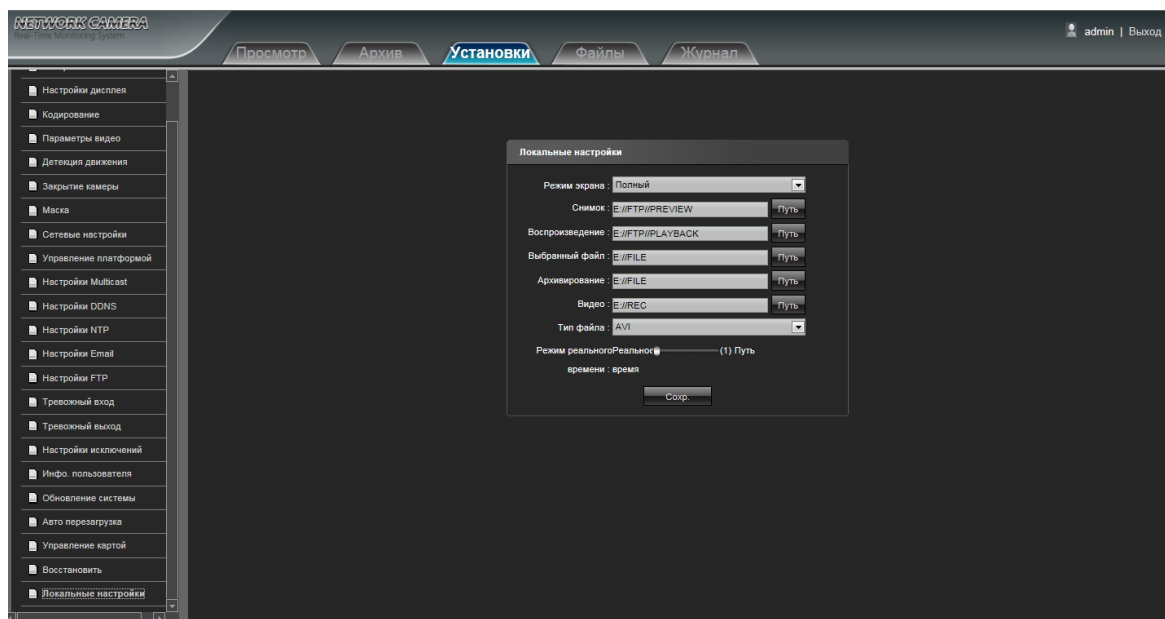 NETWORK CAMERA
Real-Time Monitoring System
admin | Выход
Просмотр Архив Установки Файлы Журнал
Настройки дисплея
Кодирование
Параметры видео
Детекция движения
Закрытие камеры
Маска
Сетевые настройки
Управление платформой
Настройки Multicast
Настройки DDNS
Настройки NTP
Настройки Email
Настройки FTP
Тревожный вход
Тревожный выход
Настройки исключений
Инфо. пользователя
Обновление системы
Авто перезагрузка
Управление картой
Восстановить
Локальные настройки
Локальные настройки
Режим экрана : Полный
Снимок : E://FTP//PREVIEW Путь
Воспроизведение : E://FTP//PLAYBACK Путь
Выбранный файл : E://FILE Путь
Архивирование : E://FILE Путь
Видео : E://REC Путь
Тип файла : AVI
Режим реальногоРеальног (1) Путь
времени : время
Сохр.